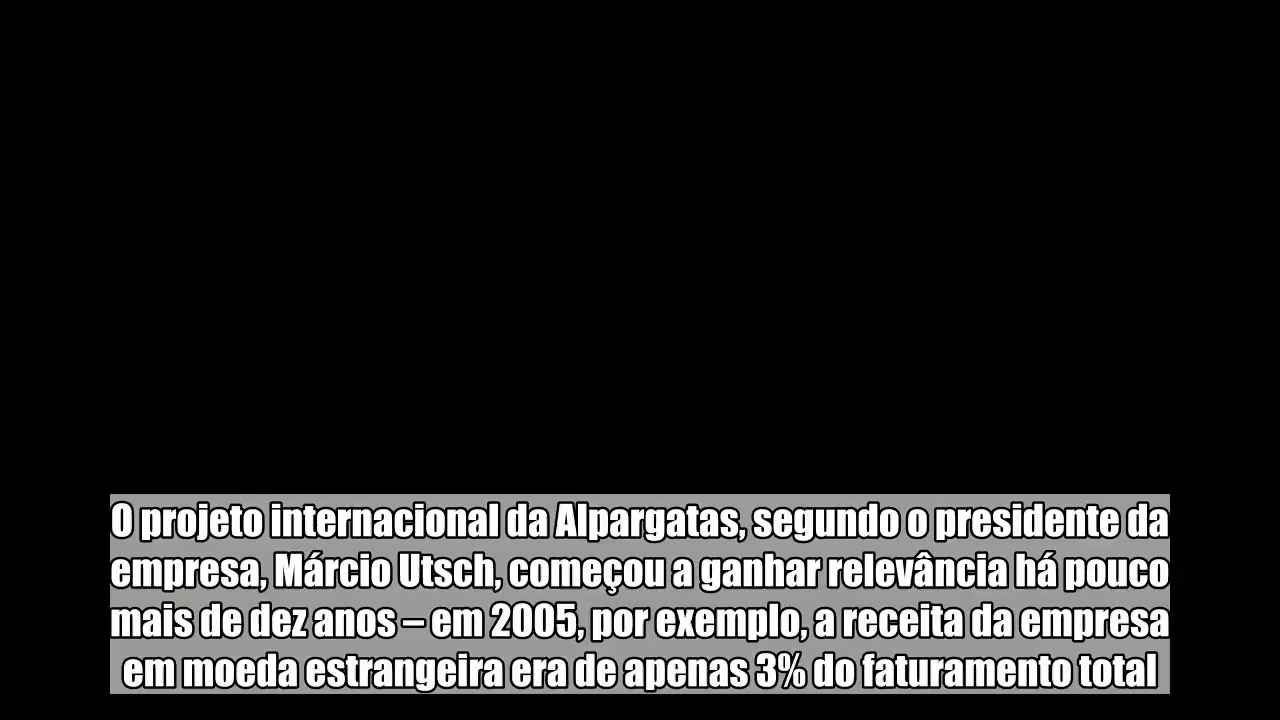 O projeto internacional da Alpargatas, segundo o presidente da
empresa, Márcio Utsch, começou a ganhar relevância há pouco
mais de dez anos – em 2005, por exemplo, a receita da empresa
em moeda estrangeira era de apenas 3% do faturamento total